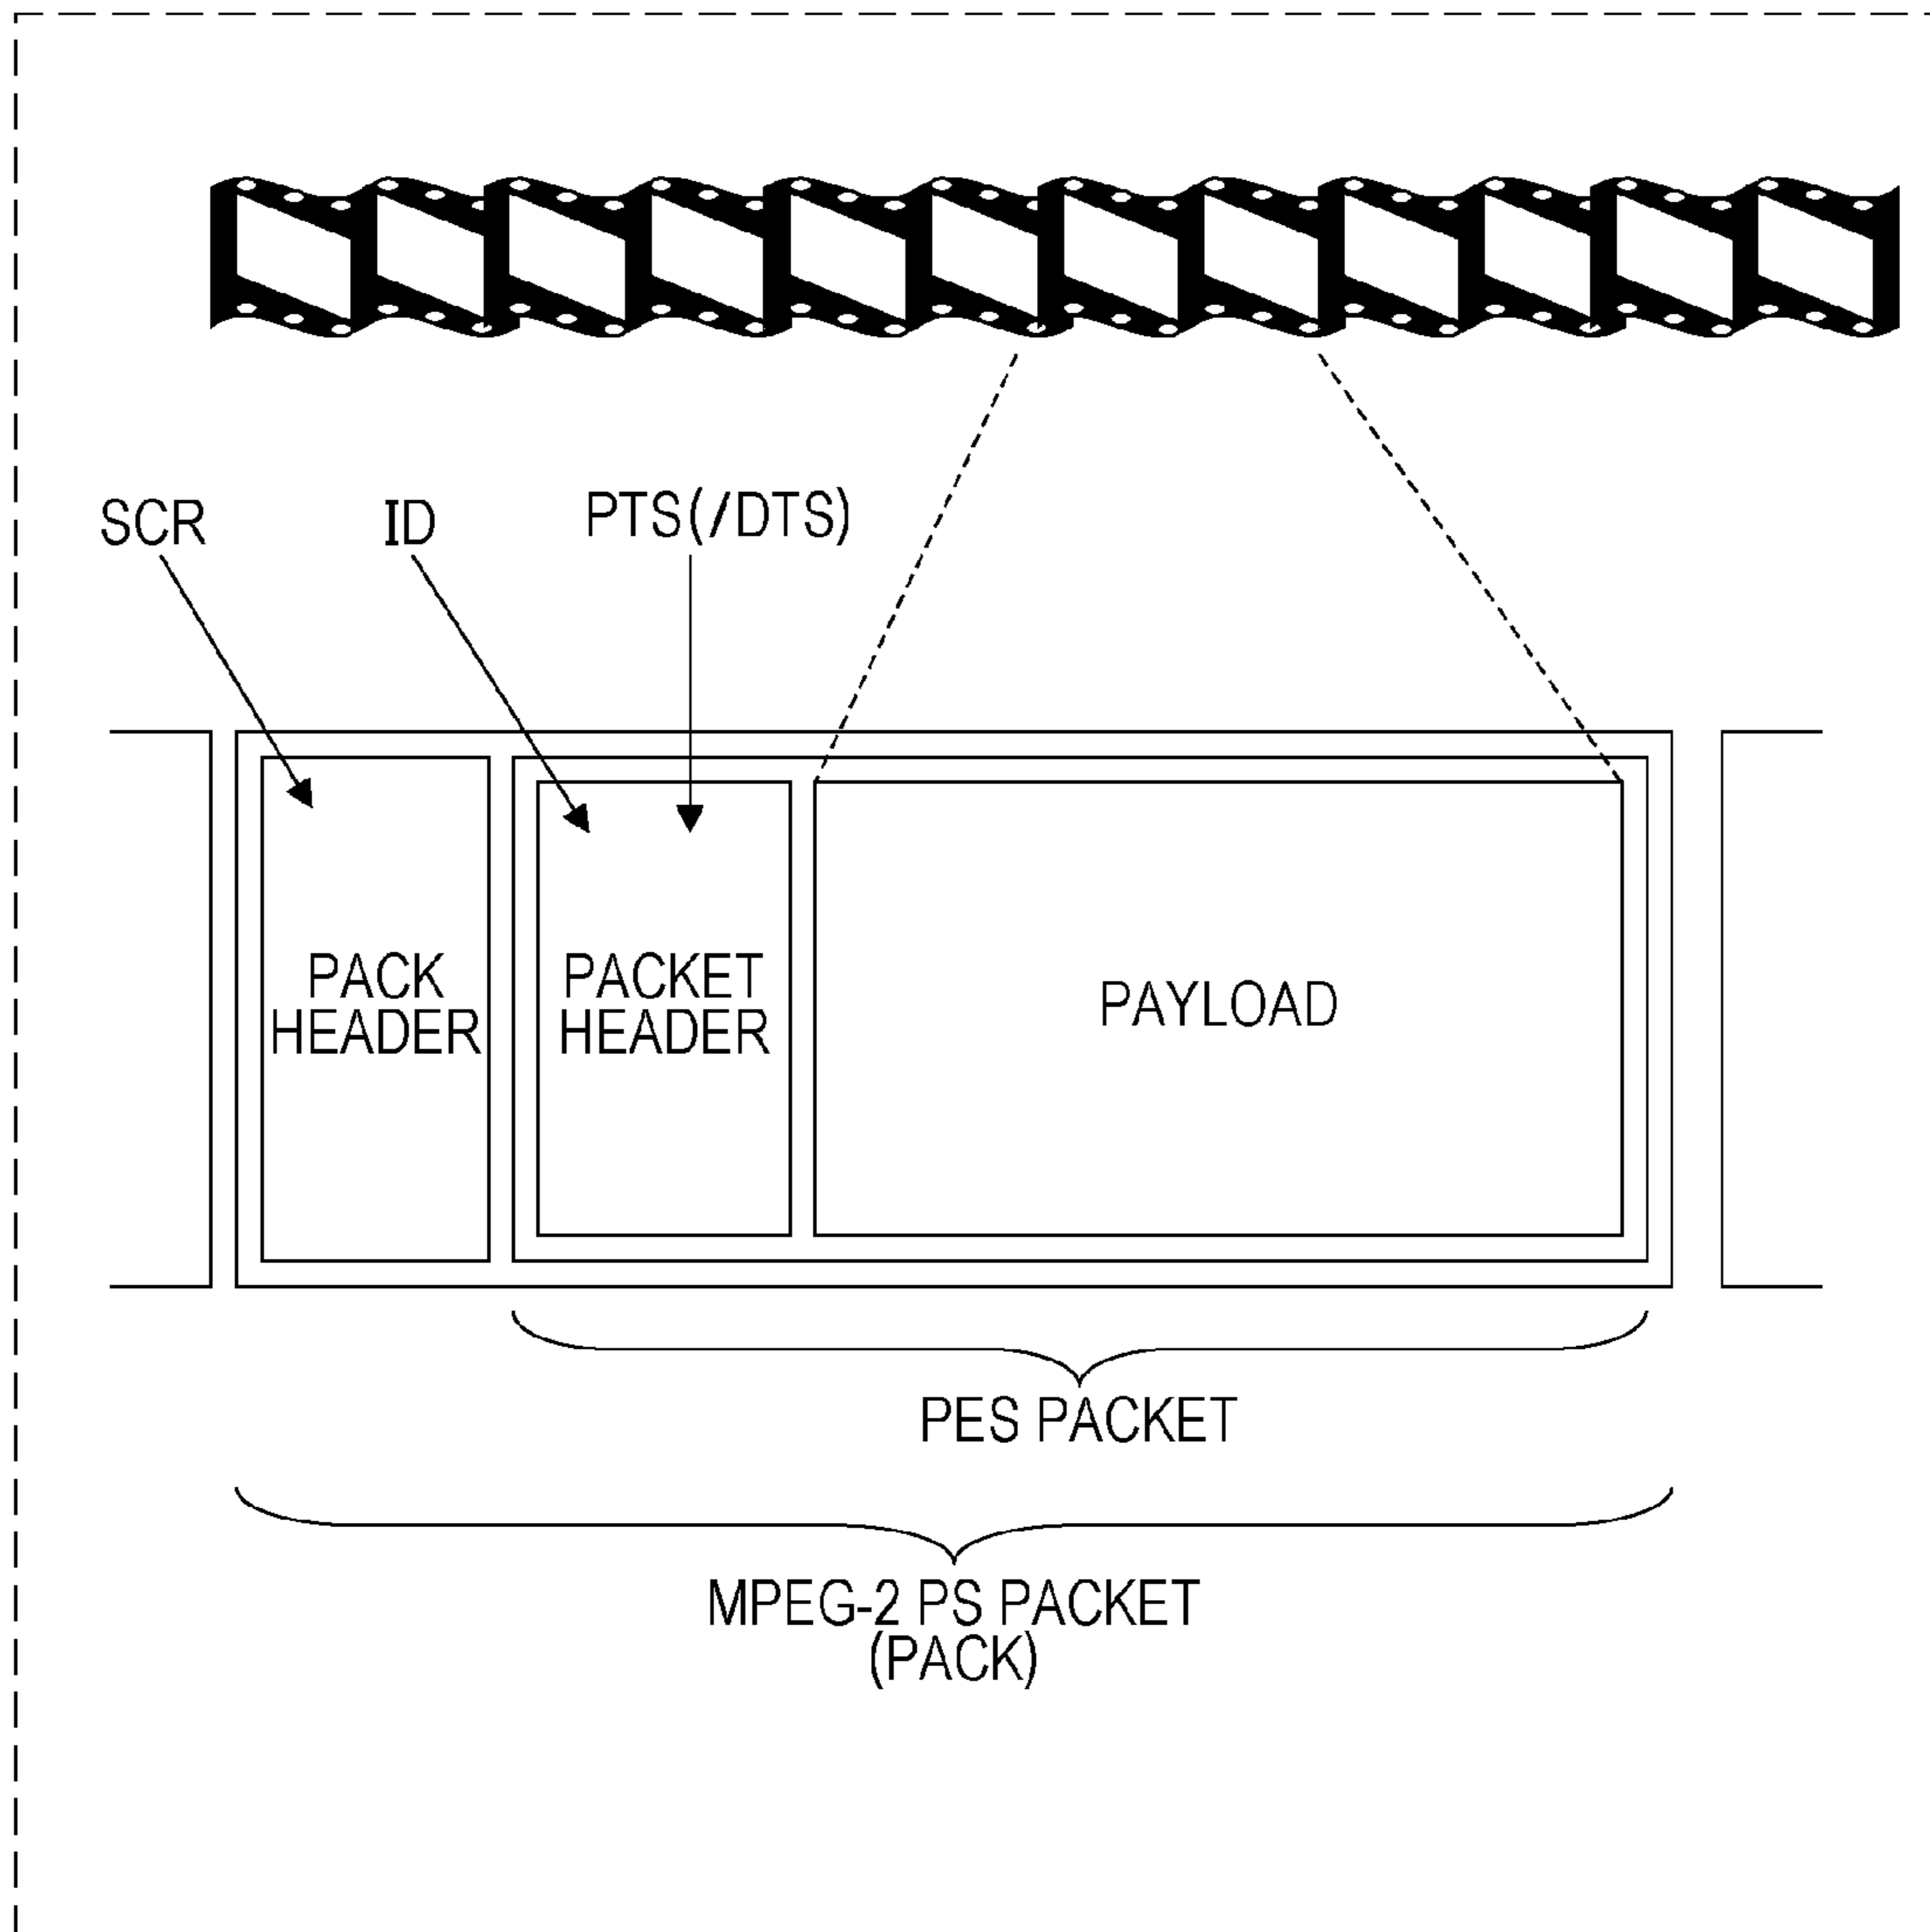 SCR
ID
PTS(/DTS)
PACK
HEADER
PACKET
HEADER
PAYLOAD
PES PACKET
MPEG-2 PS PACKET
(PACK)